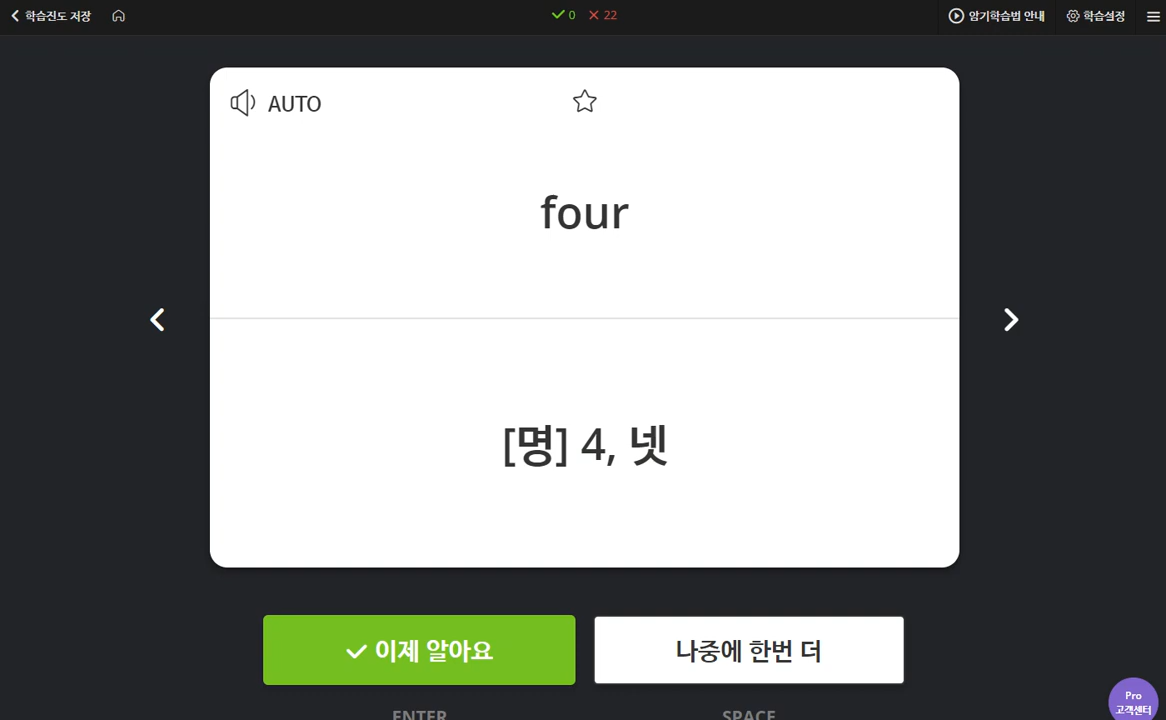 학습진도 저장
0 22
암기학습법 안내
학습설정
AUTO
four
[명] 4, 넷
이제 알아요
나중에 한번 더
ENTER
SPACE
Pro
고객센터